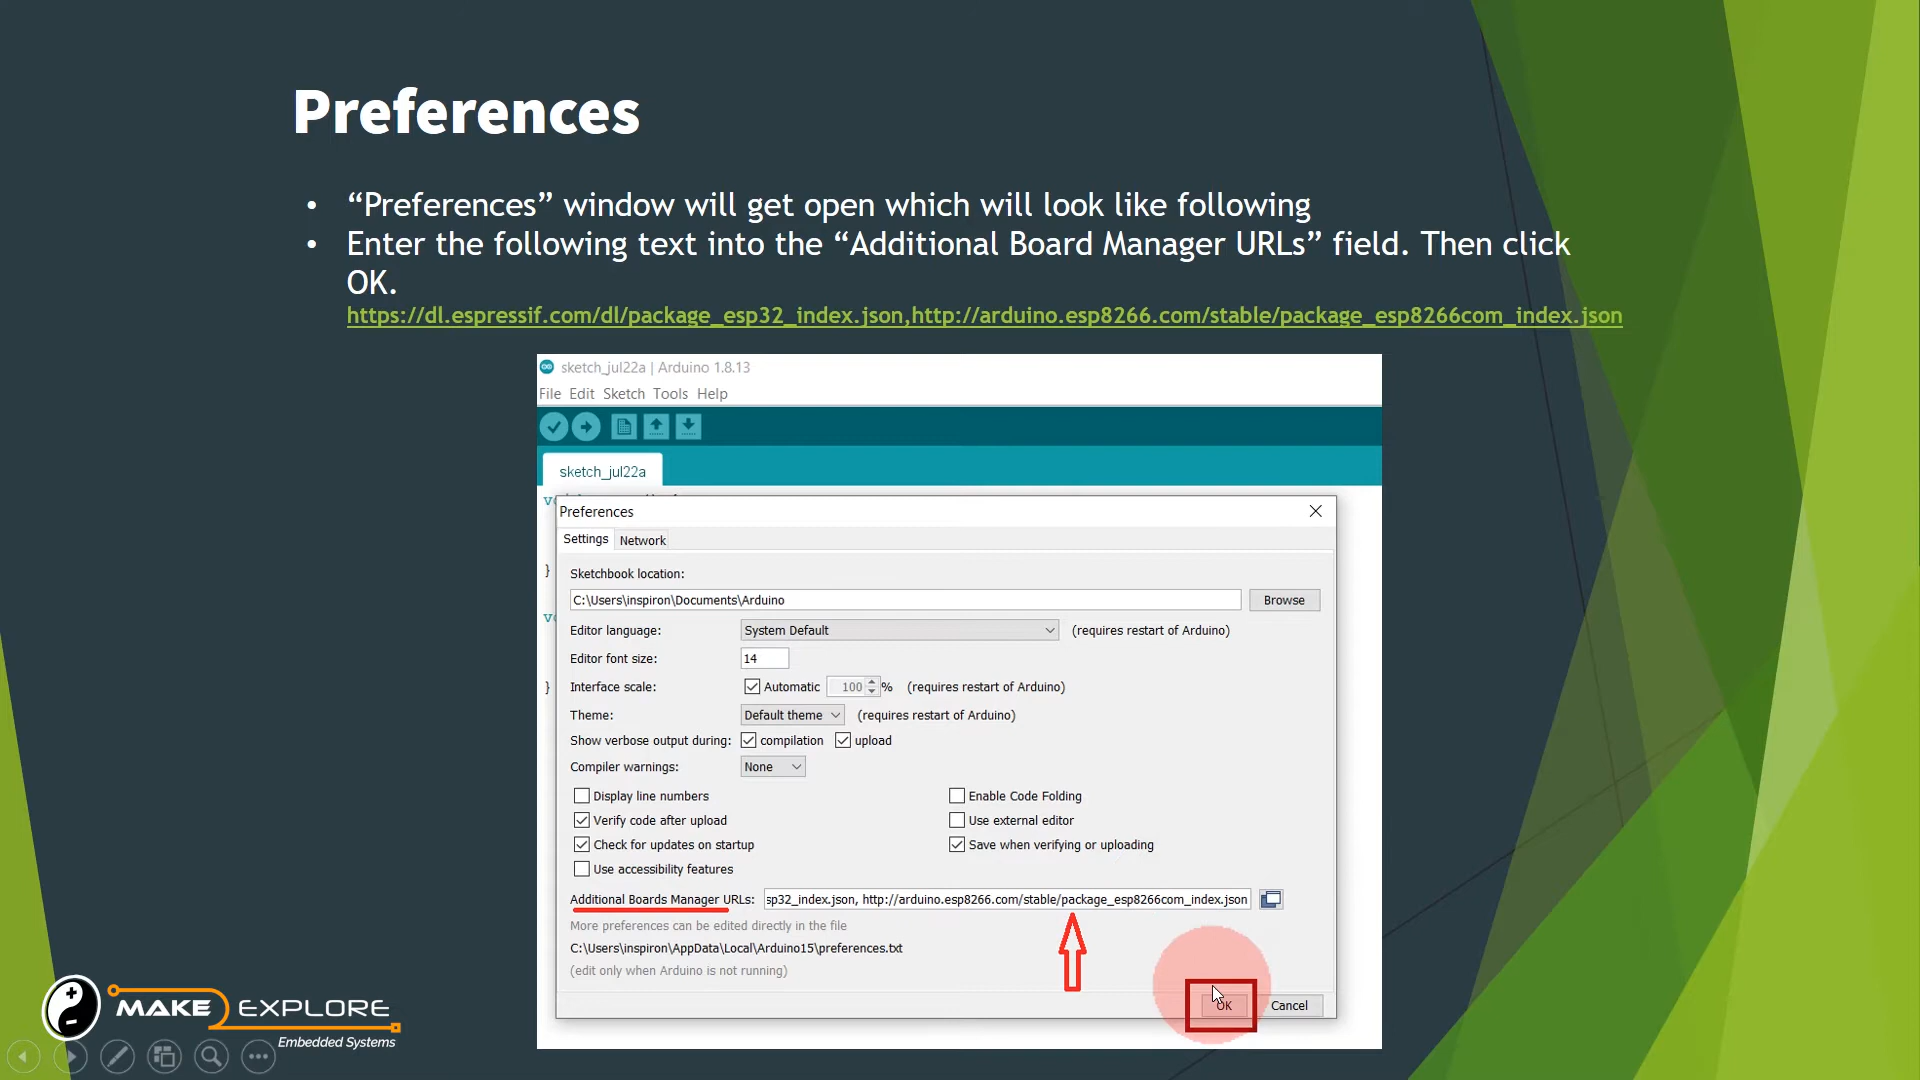 Preferences
• “Preferences” window will get open which will look like following
• Enter the following text into the “Additional Board Manager URLs” field. Then click
OK.
https://dl.espressif.com/dl/package_esp32_index.json,http://arduino.esp8266.com/stable/package_esp8266com_index.json
sketch_jul22a | Arduino 1.8.13
File Edit Sketch Tools Help
sketch_jul22a
Preferences
Settings Network
}
Sketchbook location:
C:\Users\inspiron\Documents\Arduino Browse
Editor language: System Default (requires restart of Arduino)
Editor font size: 14
} Interface scale: Automatic 100 % (requires restart of Arduino)
Theme: Default theme (requires restart of Arduino)
Show verbose output during: compilation upload
Compiler warnings: None
Display line numbers Enable Code Folding
Verify code after upload Use external editor
Check for updates on startup Save when verifying or uploading
Use accessibility features
Additional Boards Manager URLs: sp32_index.json, http://arduino.esp8266.com/stable/package_esp8266com_index.json
More preferences can be edited directly in the file
C:\Users\inspiron\AppData\Local\Arduino15\preferences.txt
(edit only when Arduino is not running)
OK Cancel
MAKE EXPLORE
Embedded Systems